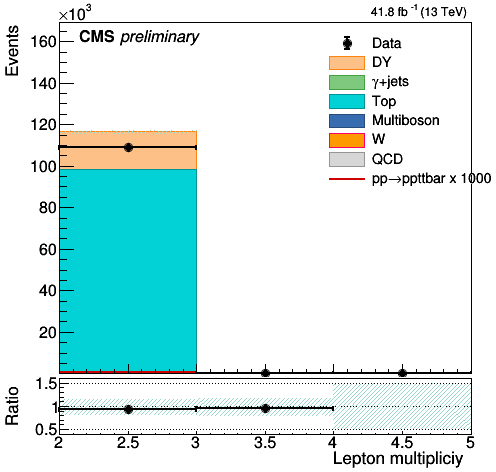 ×10³
41.8 fb⁻¹ (13 TeV)
CMS preliminary
Events
160
140
120
100
80
60
40
20
Data
DY
γ+jets
Top
Multiboson
W
QCD
pp→ppttbar x 1000
Ratio
1.5
1
0.5
2 2.5 3 3.5 4 4.5 5
Lepton multipliciy